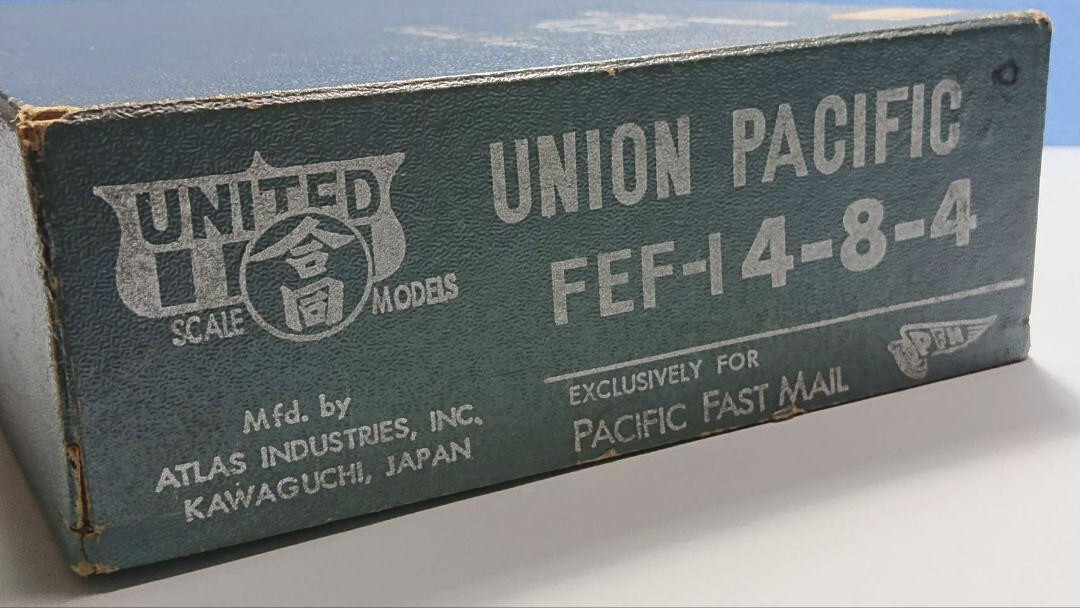 UNITED
合同
SCALE MODELS
Mfd. by
ATLAS INDUSTRIES, INC.
KAWAGUCHI, JAPAN
UNION PACIFIC
FEF-1 4-8-4
EXCLUSIVELY FOR
PACIFIC FAST MAIL
PFM